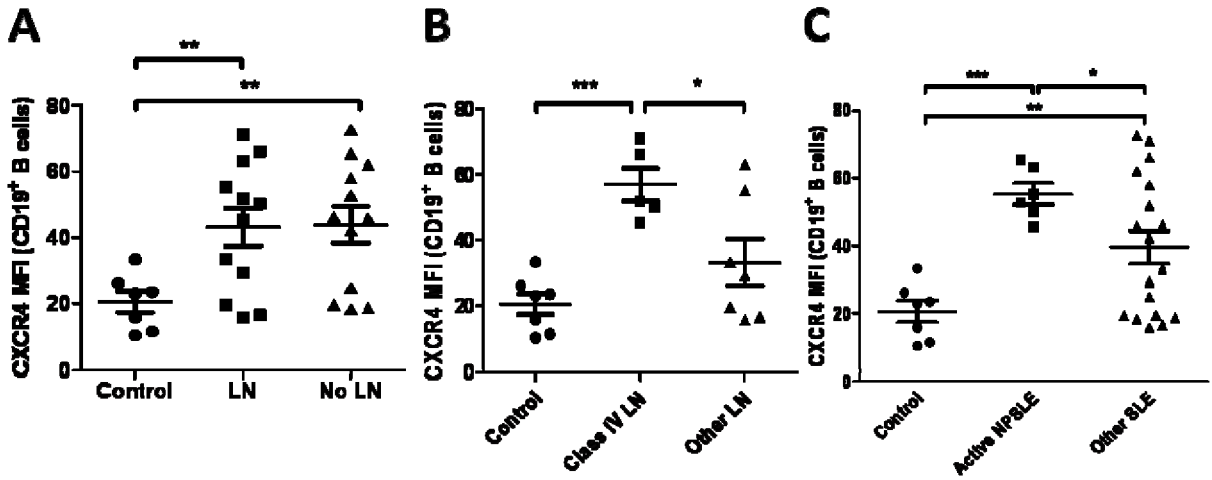 A
**
**
CXCR4 MFI (CD19+ B cells)
80
60
40
20
0
Control
LN
No LN
B
***
*
CXCR4 MFI (CD19+ B cells)
80
60
40
20
0
Control
Class IV LN
Other LN
C
***
*
**
CXCR4 MFI (CD19+ B cells)
80
60
40
20
0
Control
Active NPSLE
Other SLE